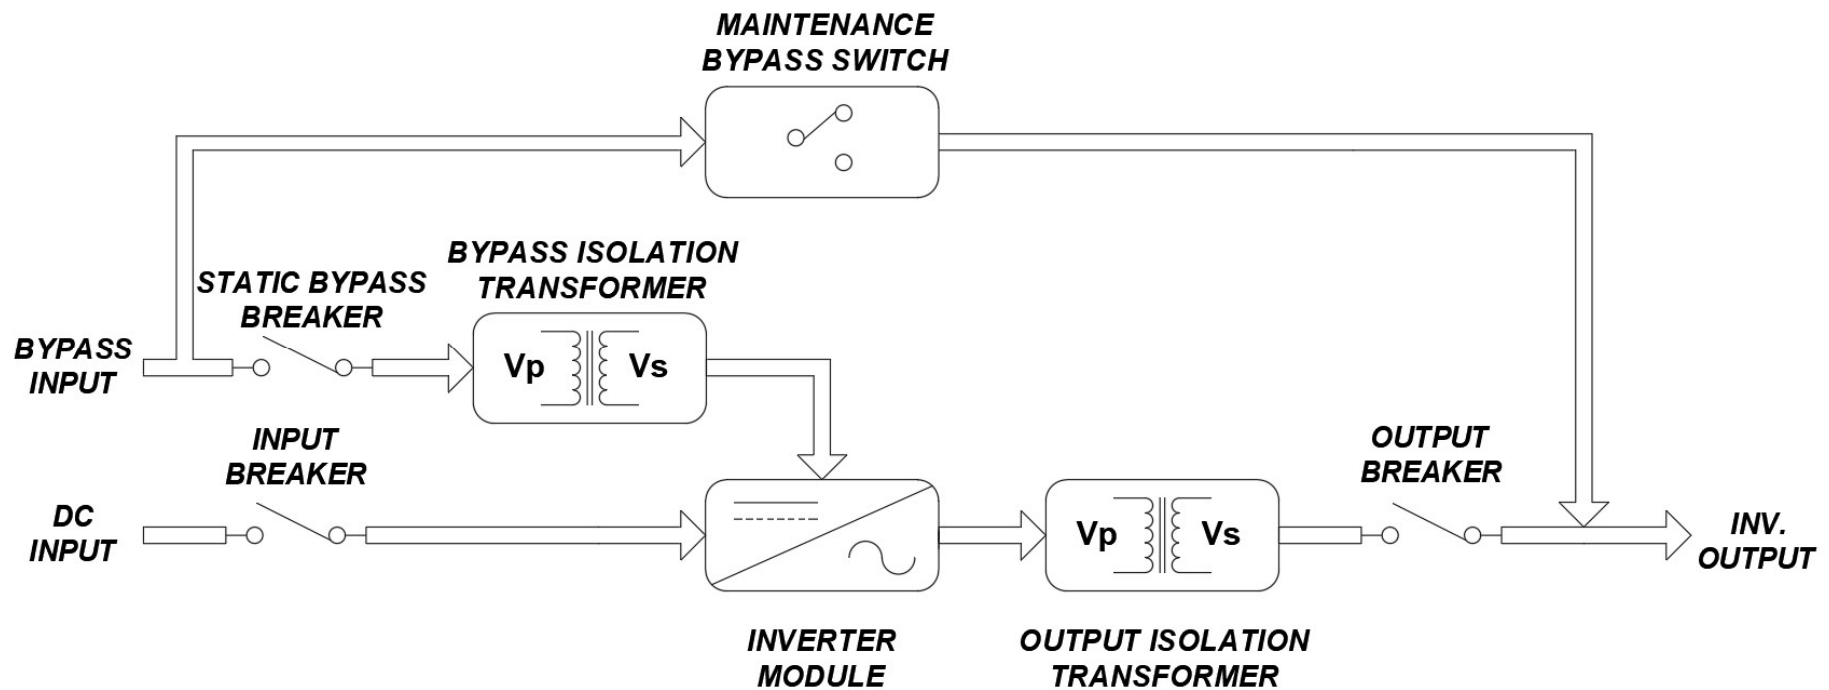 MAINTENANCE
BYPASS SWITCH
BYPASS ISOLATION
TRANSFORMER
STATIC BYPASS
BREAKER
BYPASS
INPUT
Vp
Vs
INPUT
BREAKER
OUTPUT
BREAKER
DC
INPUT
Vp
Vs
INV.
OUTPUT
INVERTER
MODULE
OUTPUT ISOLATION
TRANSFORMER